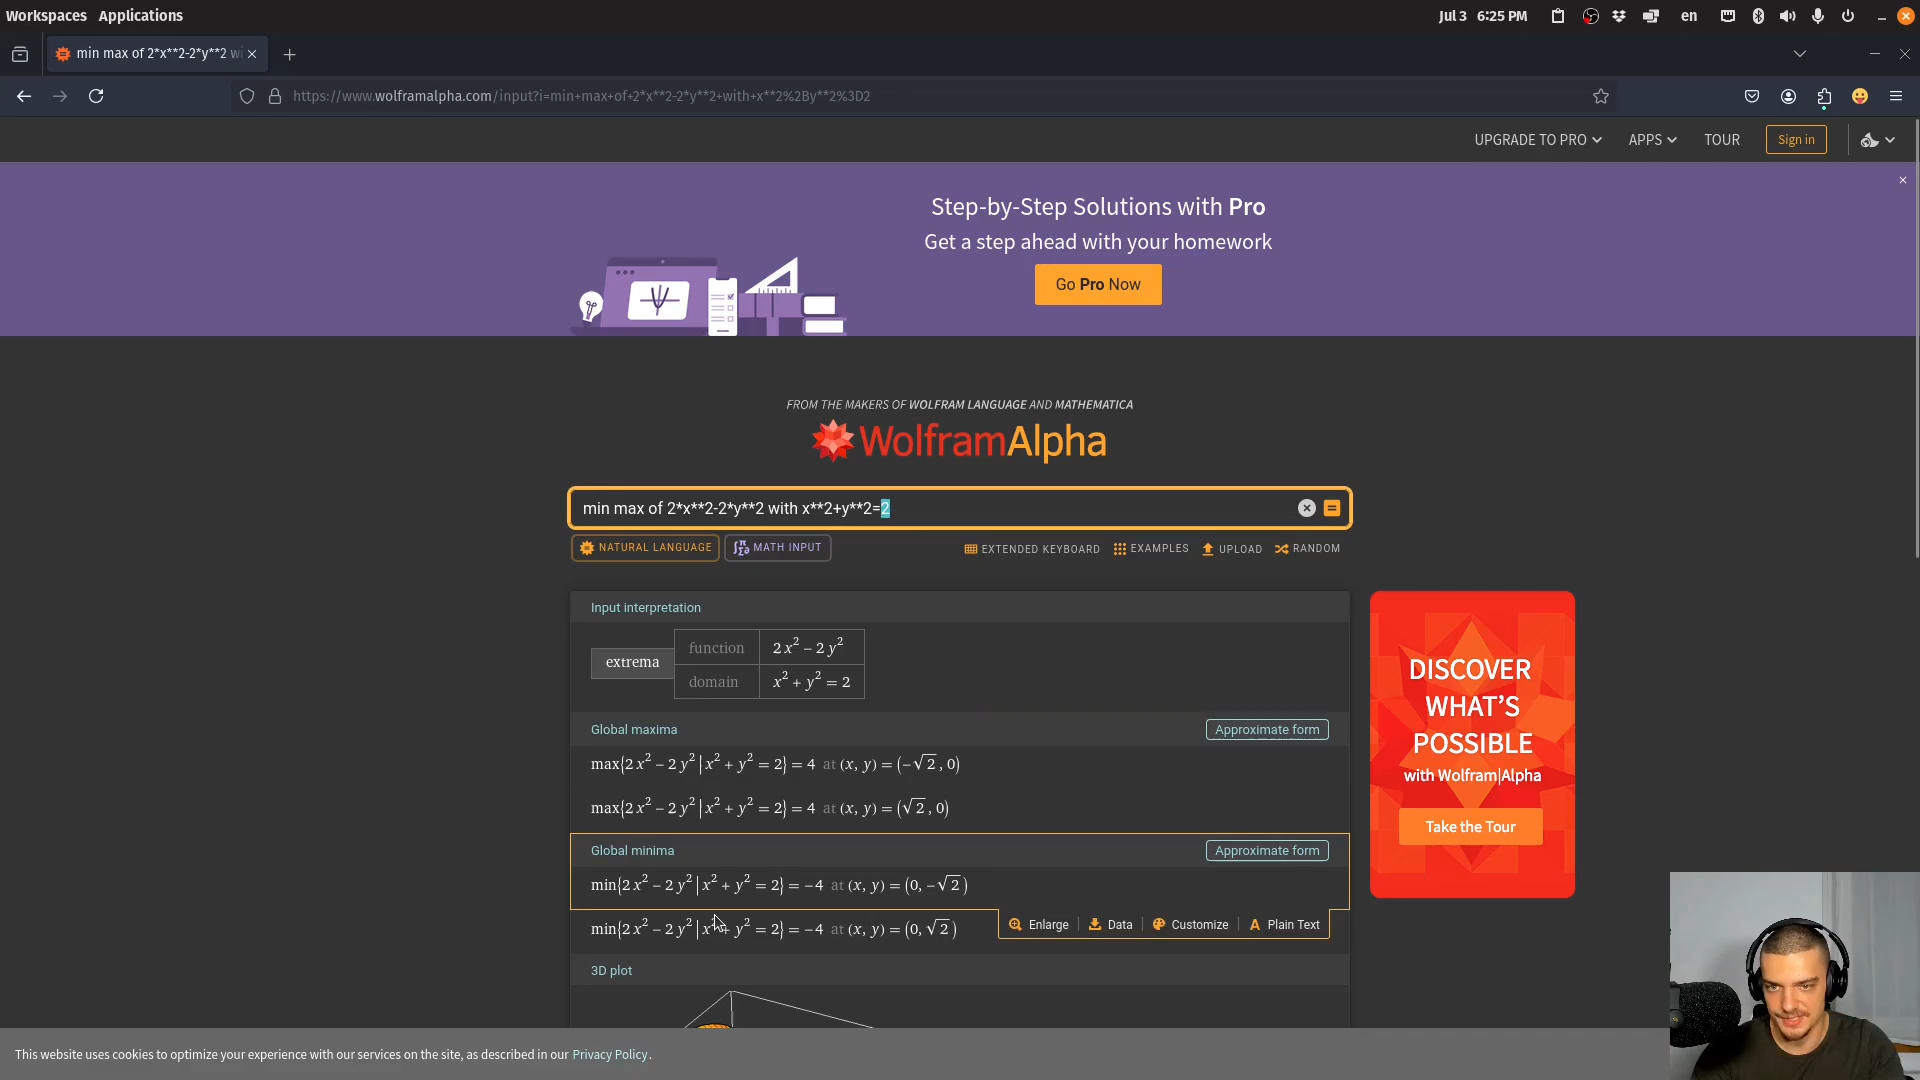 Workspaces Applications
Jul 3 6:25 PM
en
min max of 2*x**2-2*y**2 wi
https://www.wolframalpha.com/input?i=min+max+of+2*x**2-2*y**2+with+x**2%2By**2%3D2
UPGRADE TO PRO APPS TOUR Sign in
Step-by-Step Solutions with Pro
Get a step ahead with your homework
Go Pro Now
FROM THE MAKERS OF WOLFRAM LANGUAGE AND MATHEMATICA
WolframAlpha
min max of 2*x**2-2*y**2 with x**2+y**2=2
NATURAL LANGUAGE MATH INPUT EXTENDED KEYBOARD EXAMPLES UPLOAD RANDOM
Input interpretation
extrema
function 2x² − 2y²
domain x² + y² = 2
Global maxima Approximate form
max{2x² − 2y² | x² + y² = 2} = 4 at (x, y) = (−√2, 0)
max{2x² − 2y² | x² + y² = 2} = 4 at (x, y) = (√2, 0)
Global minima Approximate form
min{2x² − 2y² | x² + y² = 2} = −4 at (x, y) = (0, −√2)
min{2x² − 2y² | x² + y² = 2} = −4 at (x, y) = (0, √2)
Enlarge Data Customize Plain Text
3D plot
DISCOVER
WHAT'S
POSSIBLE
with Wolfram|Alpha
Take the Tour
This website uses cookies to optimize your experience with our services on the site, as described in our Privacy Policy.